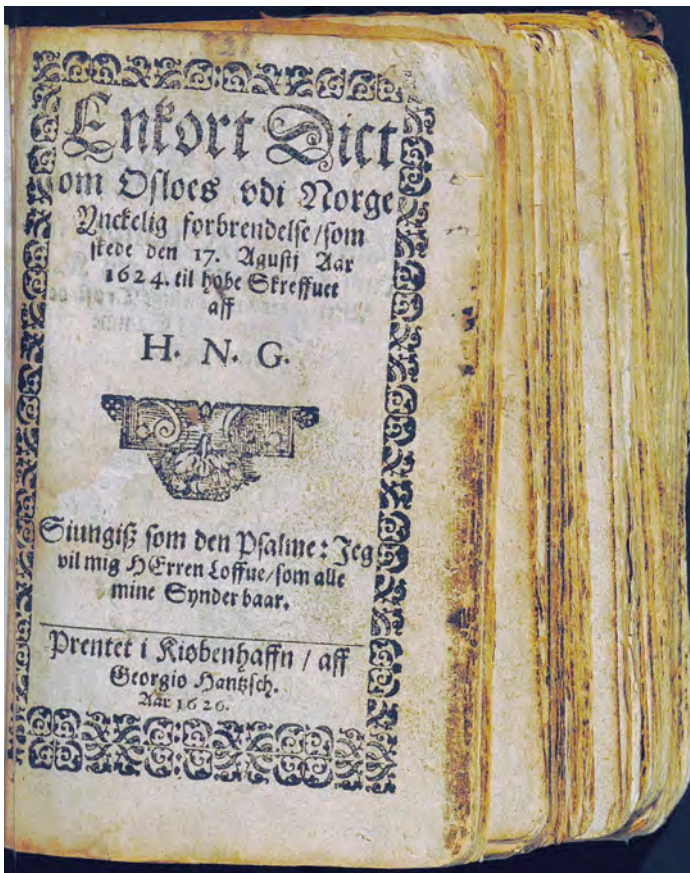 Enkort Dict
om Osloes vdi Norge
Ynckelig forbrendelse/som
skede den 17. Agustj Aar
1624. til hobe Skreffuet
aff
H. N. G.
Siungiß som den Psalme: Jeg
vil mig HErren Loffue/som alle
mine Synder baar.
Prentet i Kiøbenhaffn / aff
Georgio Hantzsch.
Aar 1626.